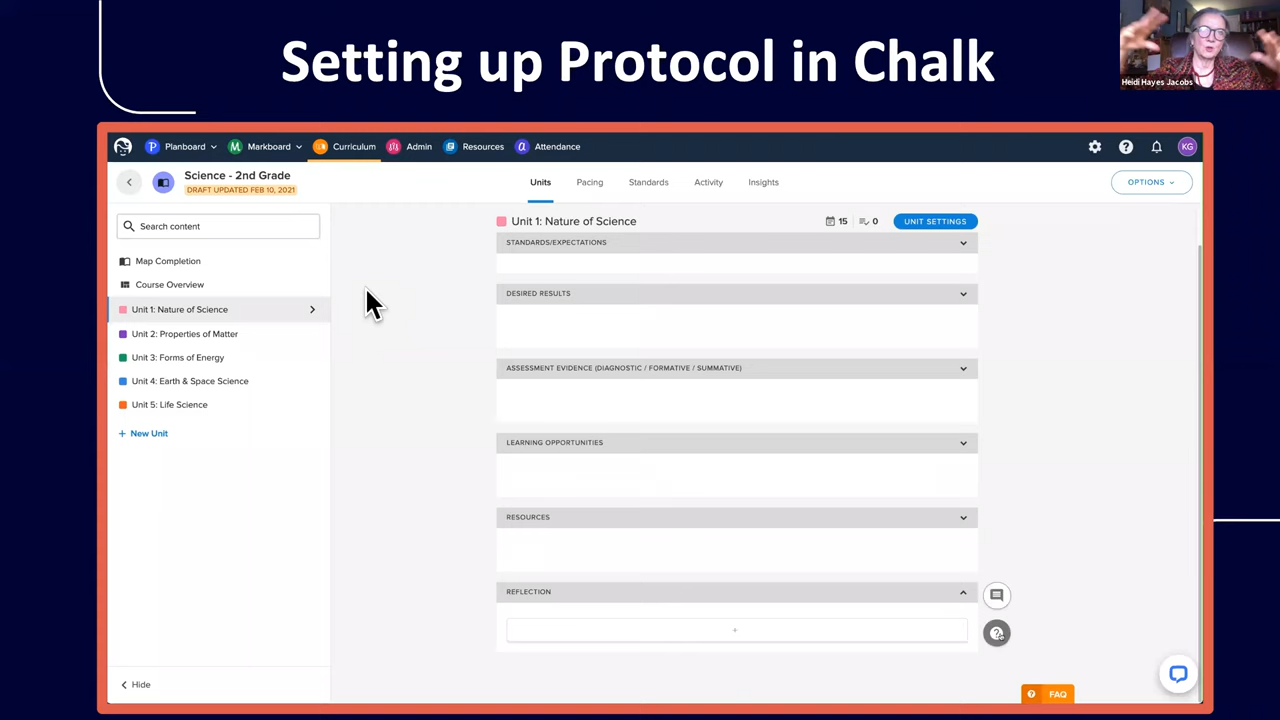 Setting up Protocol in Chalk
Heidi Hayes Jacobs
Planboard
Markboard
Curriculum
Admin
Resources
Attendance
KG
Science - 2nd Grade
DRAFT UPDATED FEB 10, 2021
Units
Pacing
Standards
Activity
Insights
OPTIONS
Search content
Map Completion
Course Overview
Unit 1: Nature of Science
Unit 2: Properties of Matter
Unit 3: Forms of Energy
Unit 4: Earth & Space Science
Unit 5: Life Science
+ New Unit
Hide
Unit 1: Nature of Science
15
0
UNIT SETTINGS
STANDARDS/EXPECTATIONS
DESIRED RESULTS
ASSESSMENT EVIDENCE (DIAGNOSTIC / FORMATIVE / SUMMATIVE)
LEARNING OPPORTUNITIES
RESOURCES
REFLECTION
+
FAQ